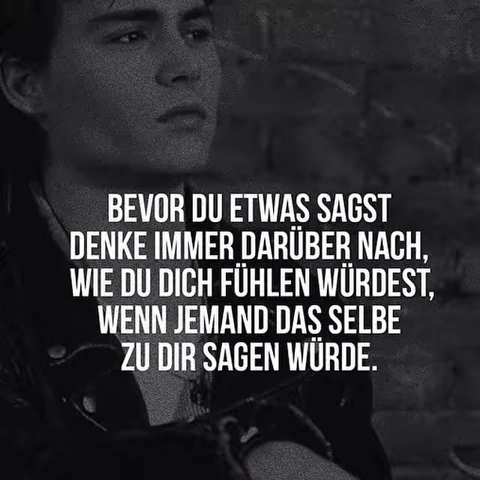 BEVOR DU ETWAS SAGST
DENKE IMMER DARÜBER NACH,
WIE DU DICH FÜHLEN WÜRDEST,
WENN JEMAND DAS SELBE
ZU DIR SAGEN WÜRDE.